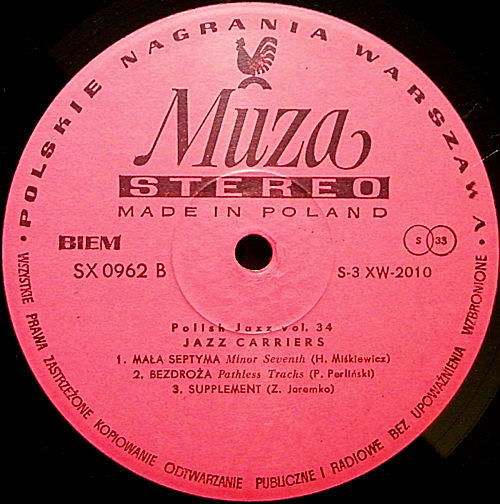 • POLSKIE NAGRANIA WARSZAWA •
Muza
STEREO
MADE IN POLAND
BIEM
S 33
SX 0962 B
S-3 XW-2010
Polish Jazz vol. 34
JAZZ CARRIERS
1. MAŁA SEPTYMA Minor Seventh (H. Miśkiewicz)
2. BEZDROŻA Pathless Tracks (P. Perliński)
3. SUPPLEMENT (Z. Jaremko)
WSZYSTKIE PRAWA ZASTRZEŻONE KOPIOWANIE ODTWARZANIE PUBLICZNE I RADIOWE BEZ UPOWAŻNIENIA WZBRONIONE